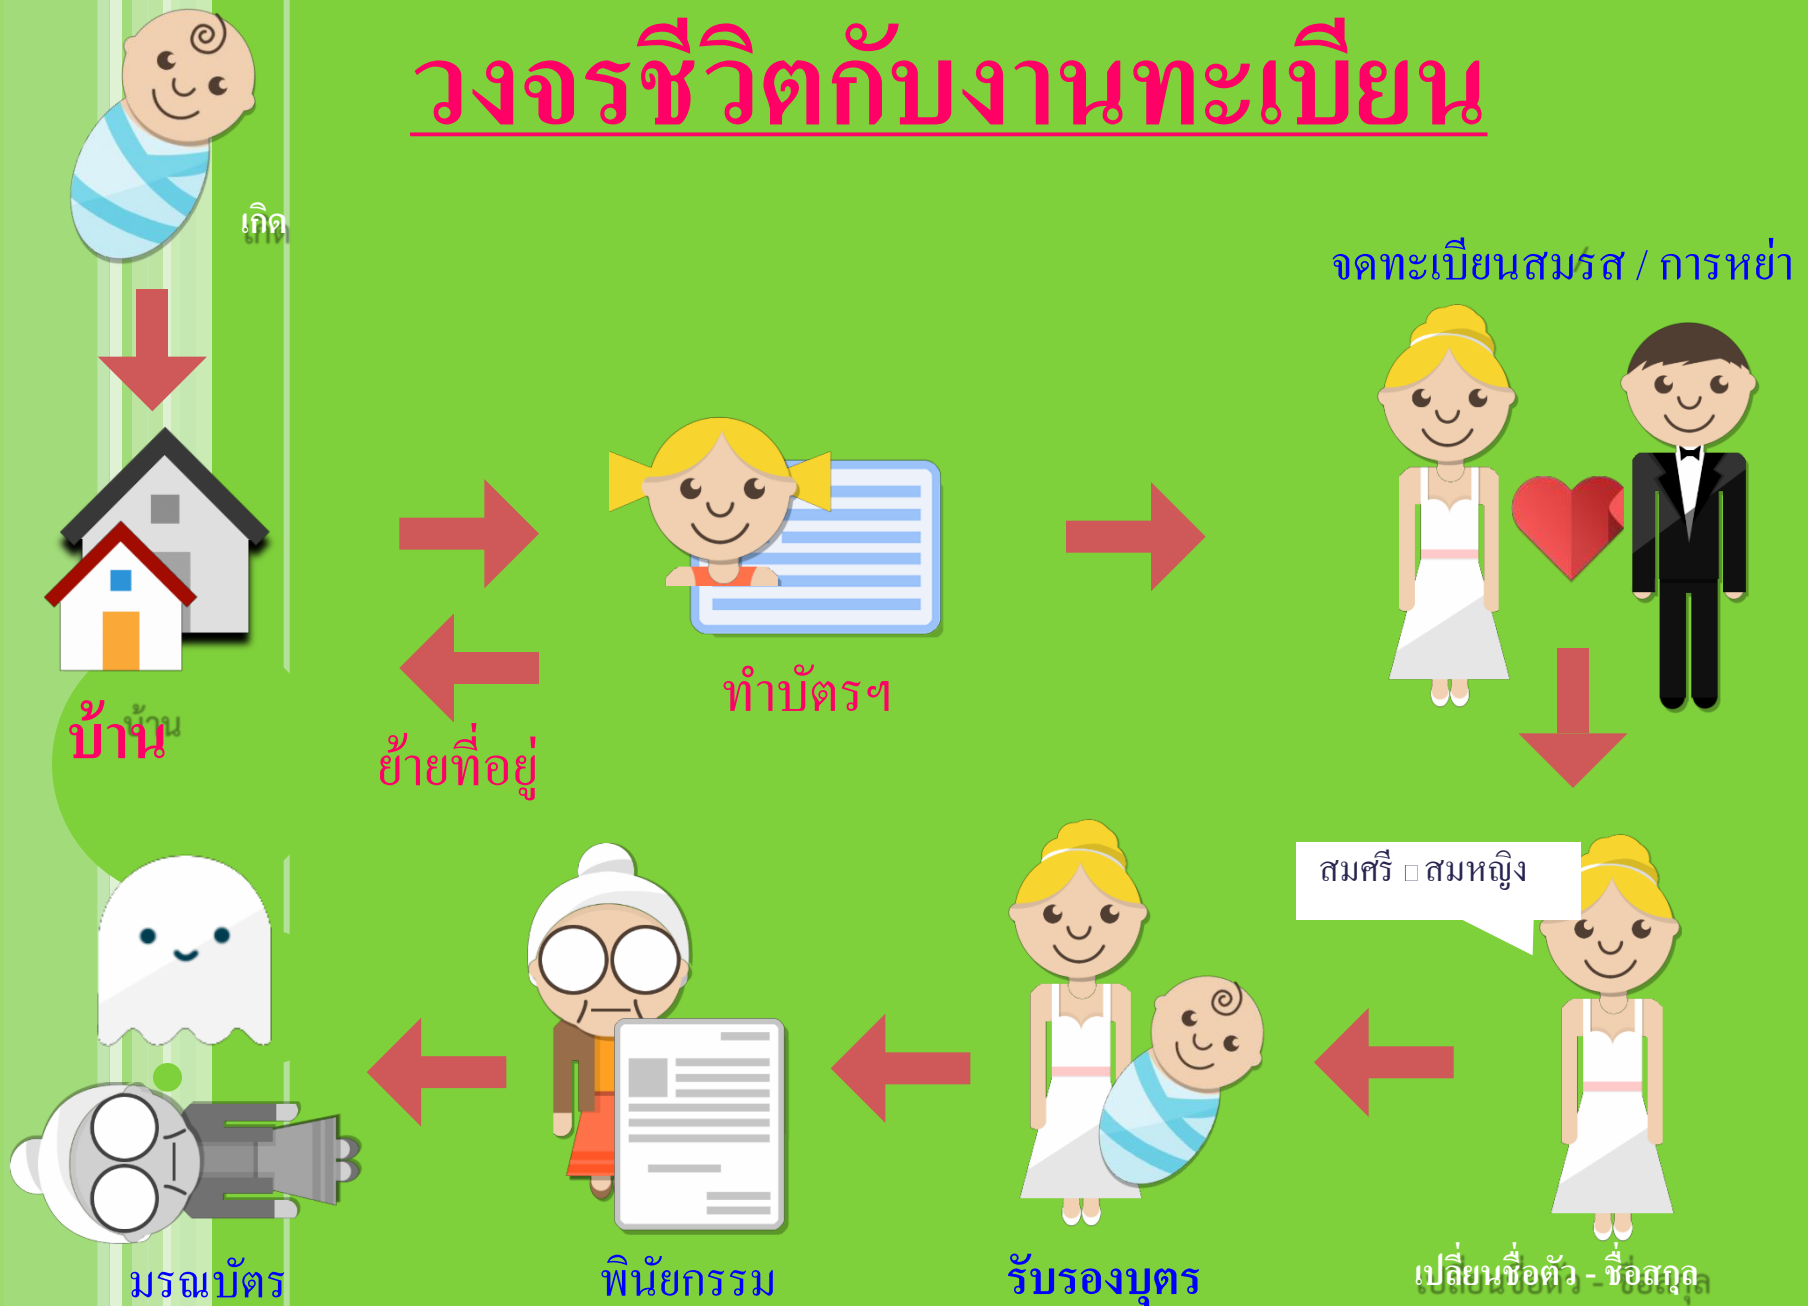 วงจรชีวิตกับงานทะเบียน
เกิด
จดทะเบียนสมรส / การหย่า
บ้าน
ทำบัตรฯ
ย้ายที่อยู่
สมศรี □ สมหญิง
มรณบัตร
พินัยกรรม
รับรองบุตร
เปลี่ยนชื่อตัว - ชื่อสกุล